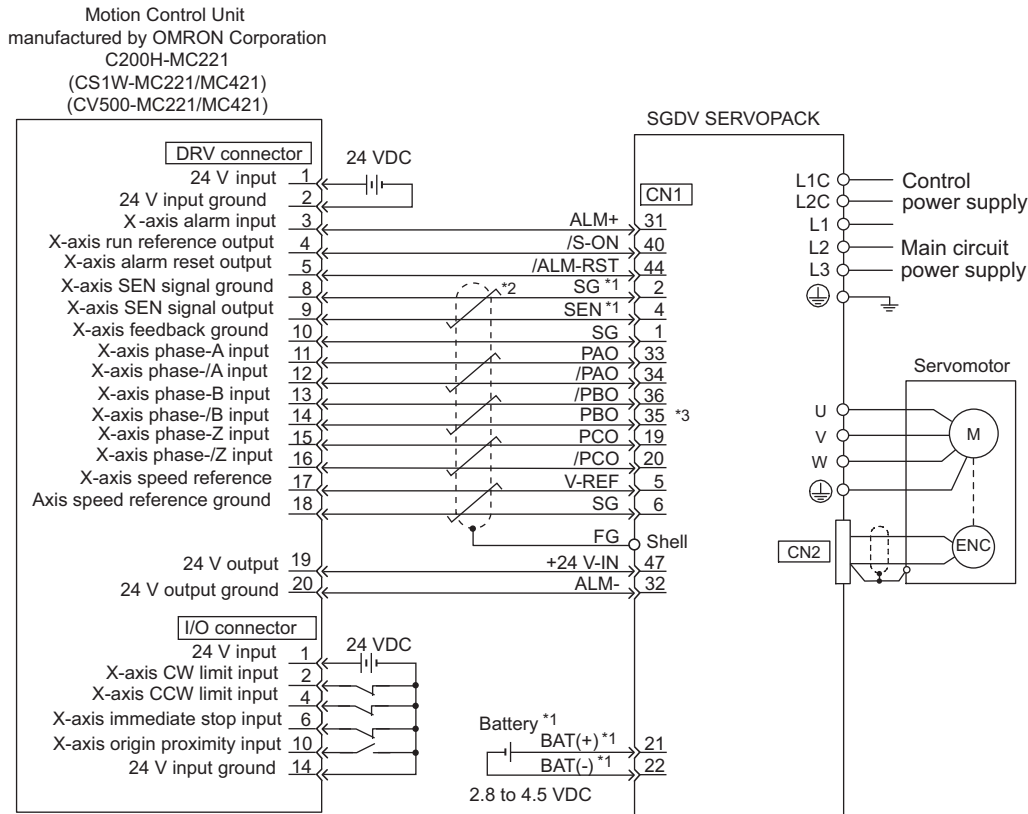 Motion Control Unit
manufactured by OMRON Corporation
C200H-MC221
(CS1W-MC221/MC421)
(CV500-MC221/MC421)
SGDV SERVOPACK
DRV connector
24 VDC
CN1
24 V input 1
24 V input ground 2
X-axis alarm input 3 ALM+ 31
X-axis run reference output 4 /S-ON 40
X-axis alarm reset output 5 /ALM-RST 44
X-axis SEN signal ground 8 *2 SG *1 2
X-axis SEN signal output 9 SEN *1 4
X-axis feedback ground 10 SG 1
X-axis phase-A input 11 PAO 33
X-axis phase-/A input 12 /PAO 34
X-axis phase-B input 13 /PBO 36
X-axis phase-/B input 14 PBO 35 *3
X-axis phase-Z input 15 PCO 19
X-axis phase-/Z input 16 /PCO 20
X-axis speed reference 17 V-REF 5
Axis speed reference ground 18 SG 6
FG Shell
24 V output 19 +24 V-IN 47
24 V output ground 20 ALM- 32
I/O connector
24 VDC
24 V input 1
X-axis CW limit input 2
X-axis CCW limit input 4
X-axis immediate stop input 6
X-axis origin proximity input 10
24 V input ground 14
Battery *1
BAT(+) *1 21
BAT(-) *1 22
2.8 to 4.5 VDC
L1C Control
L2C power supply
L1
L2 Main circuit
L3 power supply
Servomotor
U
V
W
M
CN2
ENC